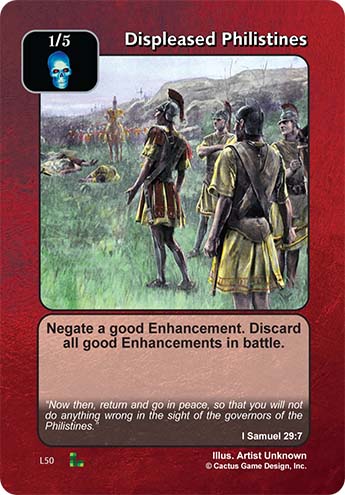 1/5
Displeased Philistines
Negate a good Enhancement. Discard
all good Enhancements in battle.
"Now then, return and go in peace, so that you will not
do anything wrong in the sight of the governors of the
Philistines."
I Samuel 29:7
L50
Illus. Artist Unknown
© Cactus Game Design, Inc.